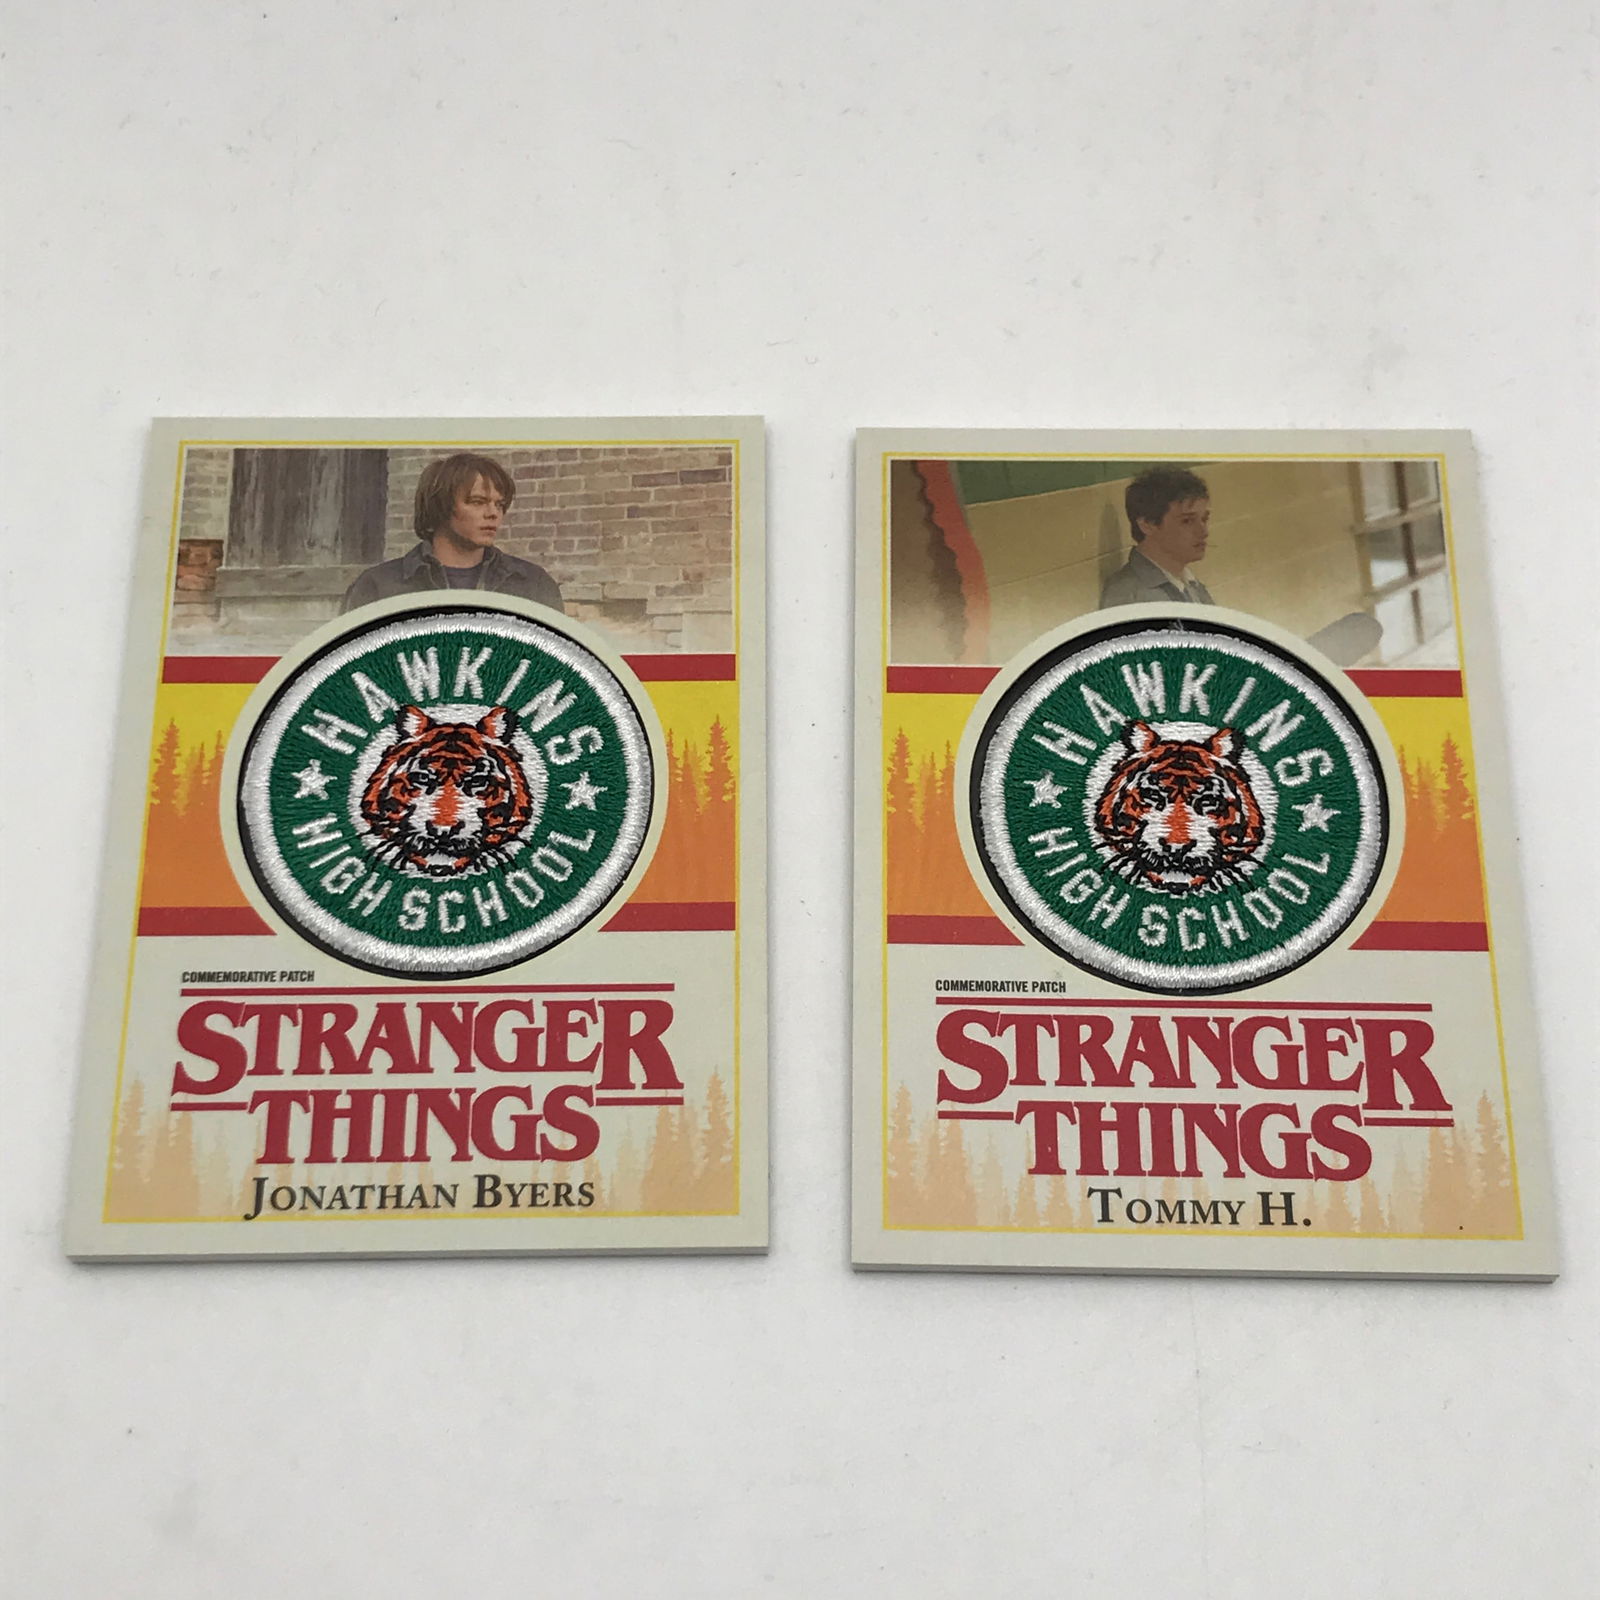 HAWKINS
HIGH SCHOOL
COMMEMORATIVE PATCH
STRANGER
THINGS
JONATHAN BYERS
HAWKINS
HIGH SCHOOL
COMMEMORATIVE PATCH
STRANGER
THINGS
TOMMY H.